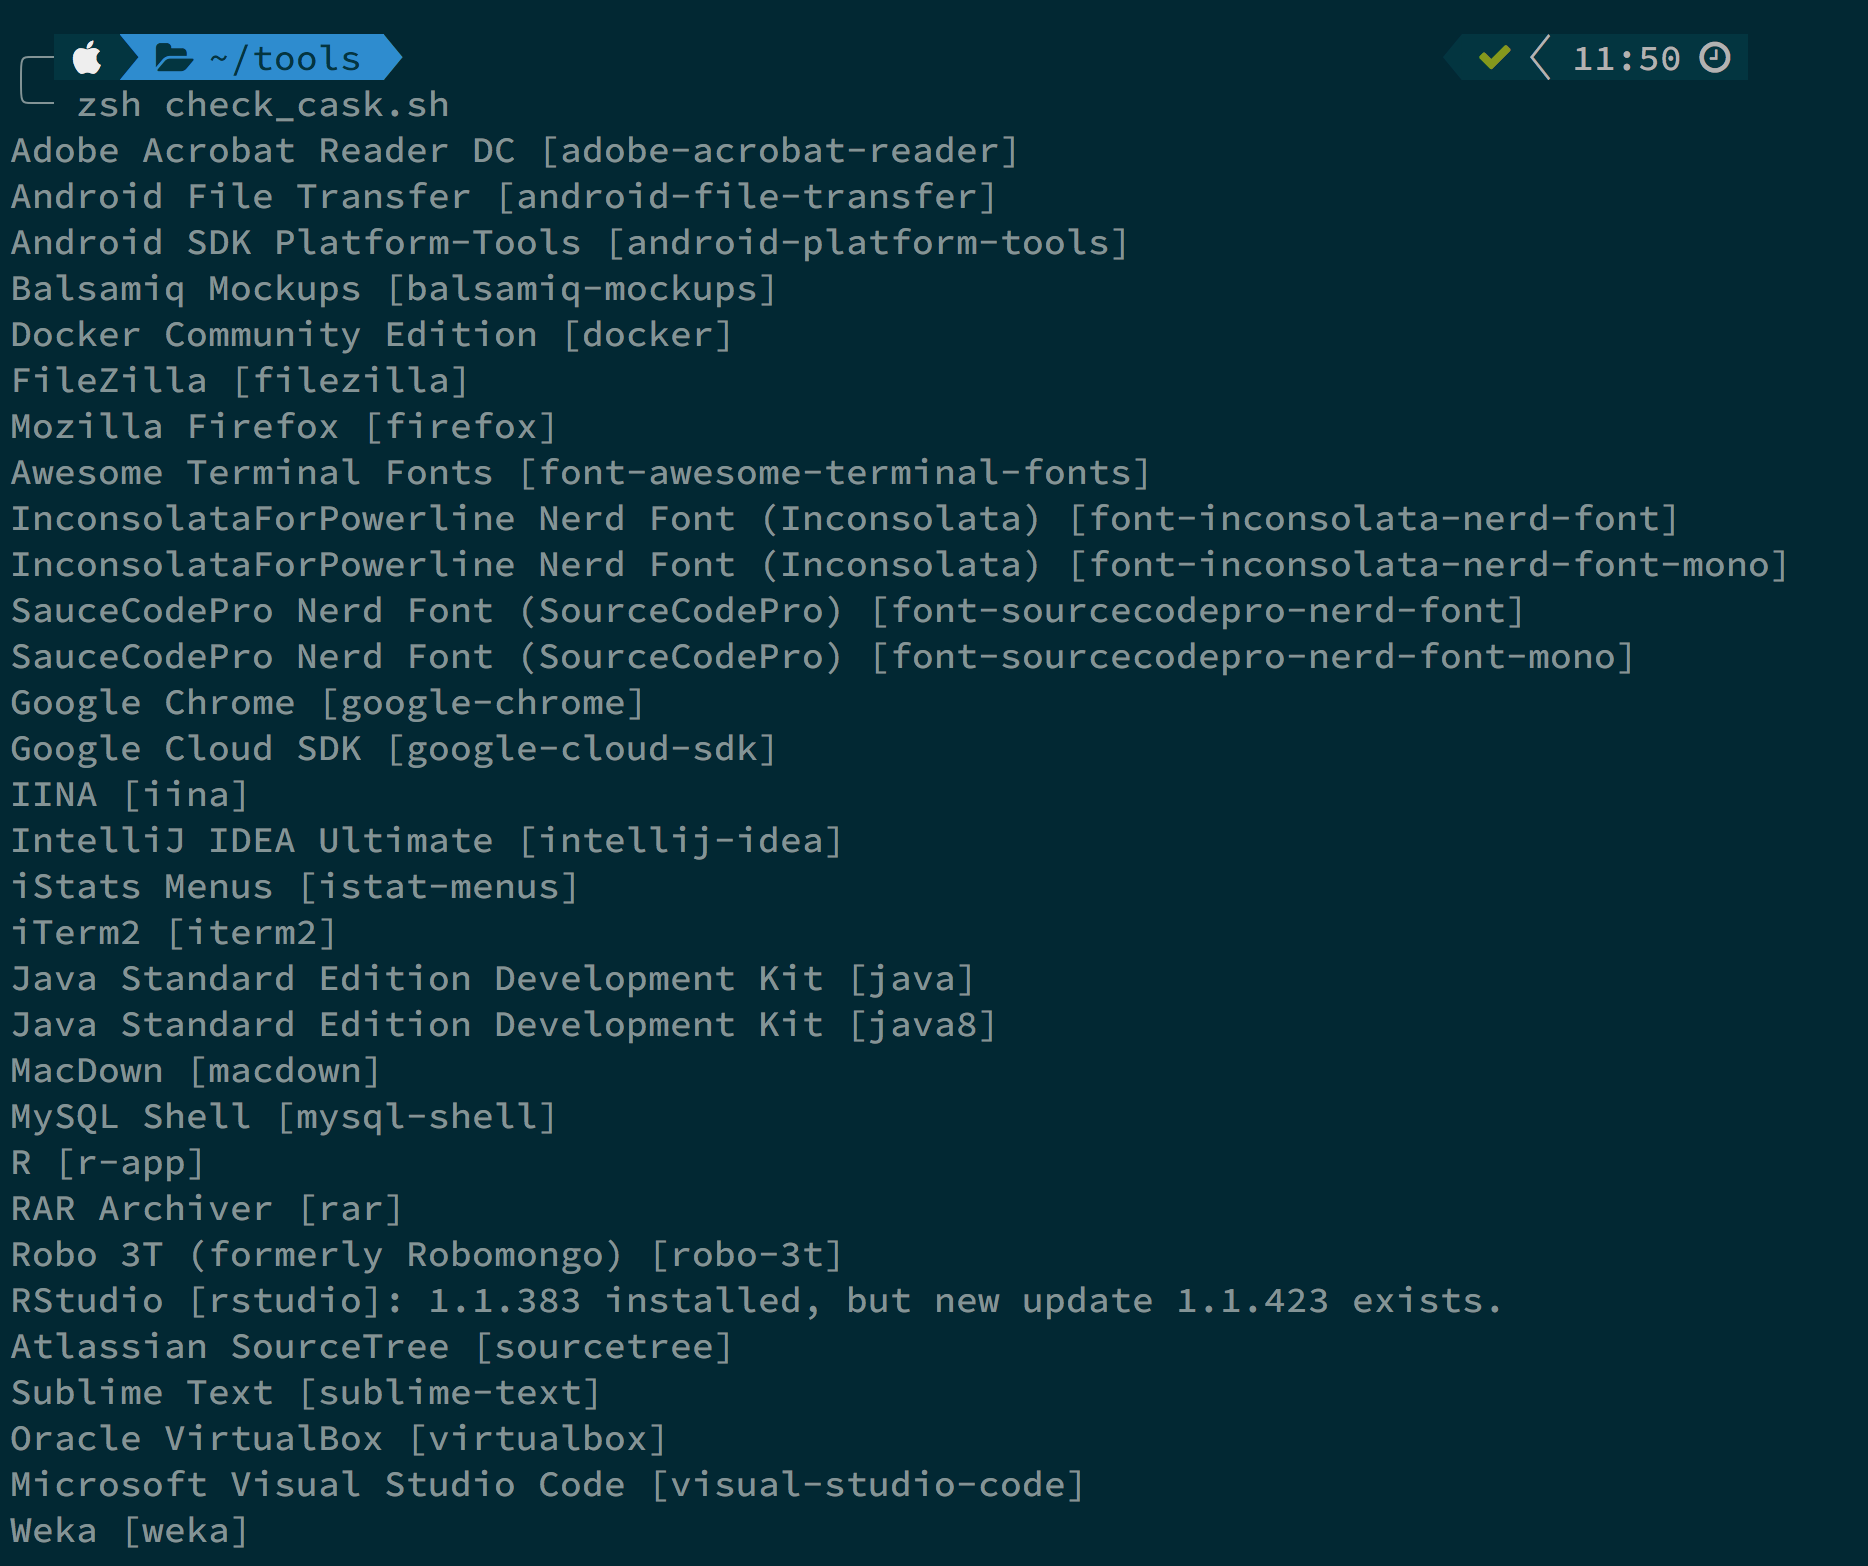 ~/tools 11:50
zsh check_cask.sh
Adobe Acrobat Reader DC [adobe-acrobat-reader]
Android File Transfer [android-file-transfer]
Android SDK Platform-Tools [android-platform-tools]
Balsamiq Mockups [balsamiq-mockups]
Docker Community Edition [docker]
FileZilla [filezilla]
Mozilla Firefox [firefox]
Awesome Terminal Fonts [font-awesome-terminal-fonts]
InconsolataForPowerline Nerd Font (Inconsolata) [font-inconsolata-nerd-font]
InconsolataForPowerline Nerd Font (Inconsolata) [font-inconsolata-nerd-font-mono]
SauceCodePro Nerd Font (SourceCodePro) [font-sourcecodepro-nerd-font]
SauceCodePro Nerd Font (SourceCodePro) [font-sourcecodepro-nerd-font-mono]
Google Chrome [google-chrome]
Google Cloud SDK [google-cloud-sdk]
IINA [iina]
IntelliJ IDEA Ultimate [intellij-idea]
iStats Menus [istat-menus]
iTerm2 [iterm2]
Java Standard Edition Development Kit [java]
Java Standard Edition Development Kit [java8]
MacDown [macdown]
MySQL Shell [mysql-shell]
R [r-app]
RAR Archiver [rar]
Robo 3T (formerly Robomongo) [robo-3t]
RStudio [rstudio]: 1.1.383 installed, but new update 1.1.423 exists.
Atlassian SourceTree [sourcetree]
Sublime Text [sublime-text]
Oracle VirtualBox [virtualbox]
Microsoft Visual Studio Code [visual-studio-code]
Weka [weka]